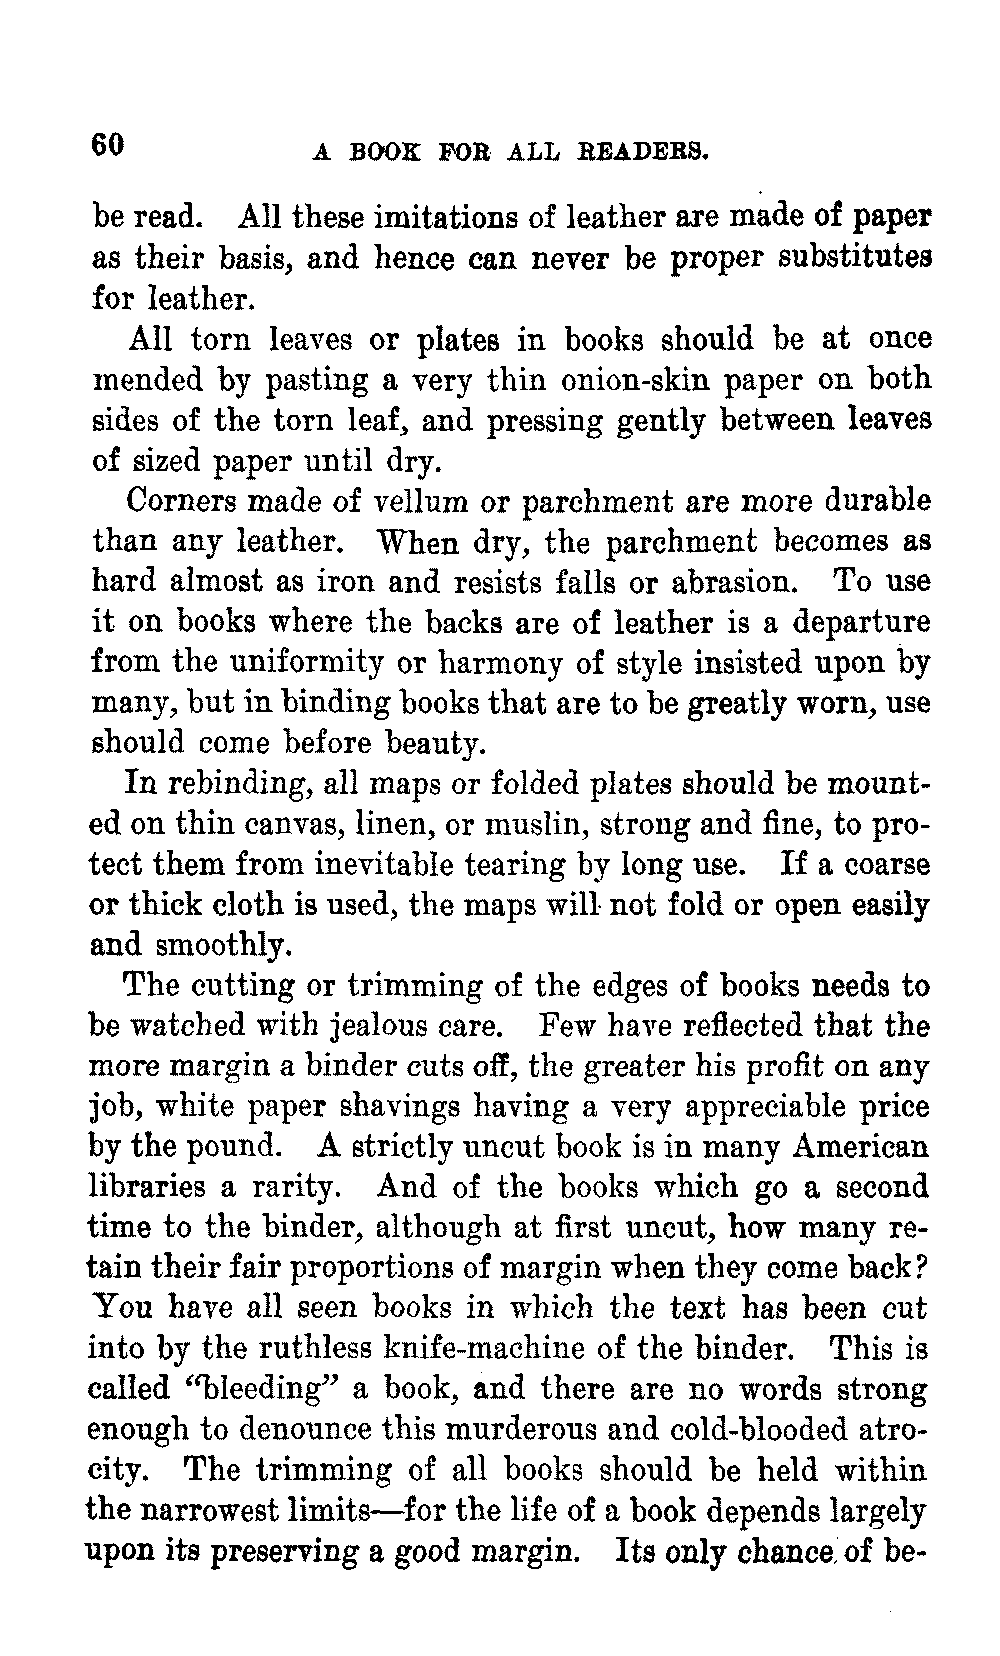 60
A BOOK FOR ALL READERS.
be read. All these imitations of leather are made of paper
as their basis, and hence can never be proper substitutes
for leather.
All torn leaves or plates in books should be at once
mended by pasting a very thin onion-skin paper on both
sides of the torn leaf, and pressing gently between leaves
of sized paper until dry.
Corners made of vellum or parchment are more durable
than any leather. When dry, the parchment becomes as
hard almost as iron and resists falls or abrasion. To use
it on books where the backs are of leather is a departure
from the uniformity or harmony of style insisted upon by
many, but in binding books that are to be greatly worn, use
should come before beauty.
In rebinding, all maps or folded plates should be mount-
ed on thin canvas, linen, or muslin, strong and fine, to pro-
tect them from inevitable tearing by long use. If a coarse
or thick cloth is used, the maps will not fold or open easily
and smoothly.
The cutting or trimming of the edges of books needs to
be watched with jealous care. Few have reflected that the
more margin a binder cuts off, the greater his profit on any
job, white paper shavings having a very appreciable price
by the pound. A strictly uncut book is in many American
libraries a rarity. And of the books which go a second
time to the binder, although at first uncut, how many re-
tain their fair proportions of margin when they come back?
You have all seen books in which the text has been cut
into by the ruthless knife-machine of the binder. This is
called "bleeding" a book, and there are no words strong
enough to denounce this murderous and cold-blooded atro-
city. The trimming of all books should be held within
the narrowest limits—for the life of a book depends largely
upon its preserving a good margin. Its only chance of be-